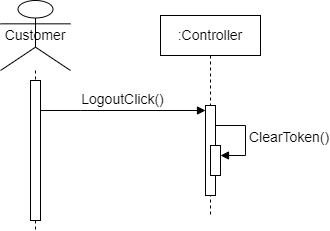 Customer
:Controller
LogoutClick()
ClearToken()